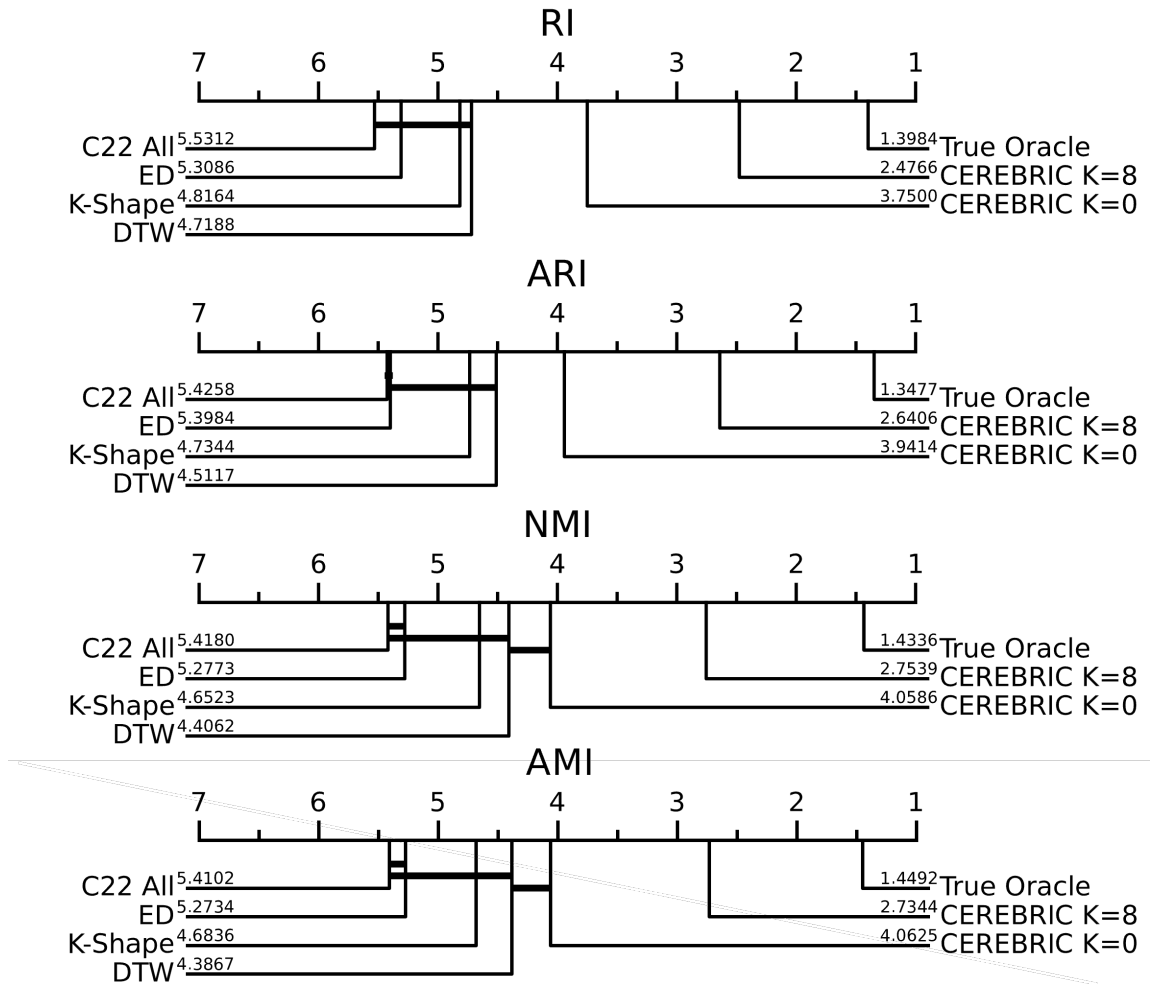 RI
7 6 5 4 3 2 1
C22 All 5.5312 1.3984 True Oracle
ED 5.3086 2.4766 CEREBRIC K=8
K-Shape 4.8164 3.7500 CEREBRIC K=0
DTW 4.7188
ARI
7 6 5 4 3 2 1
C22 All 5.4258 1.3477 True Oracle
ED 5.3984 2.6406 CEREBRIC K=8
K-Shape 4.7344 3.9414 CEREBRIC K=0
DTW 4.5117
NMI
7 6 5 4 3 2 1
C22 All 5.4180 1.4336 True Oracle
ED 5.2773 2.7539 CEREBRIC K=8
K-Shape 4.6523 4.0586 CEREBRIC K=0
DTW 4.4062
AMI
7 6 5 4 3 2 1
C22 All 5.4102 1.4492 True Oracle
ED 5.2734 2.7344 CEREBRIC K=8
K-Shape 4.6836 4.0625 CEREBRIC K=0
DTW 4.3867